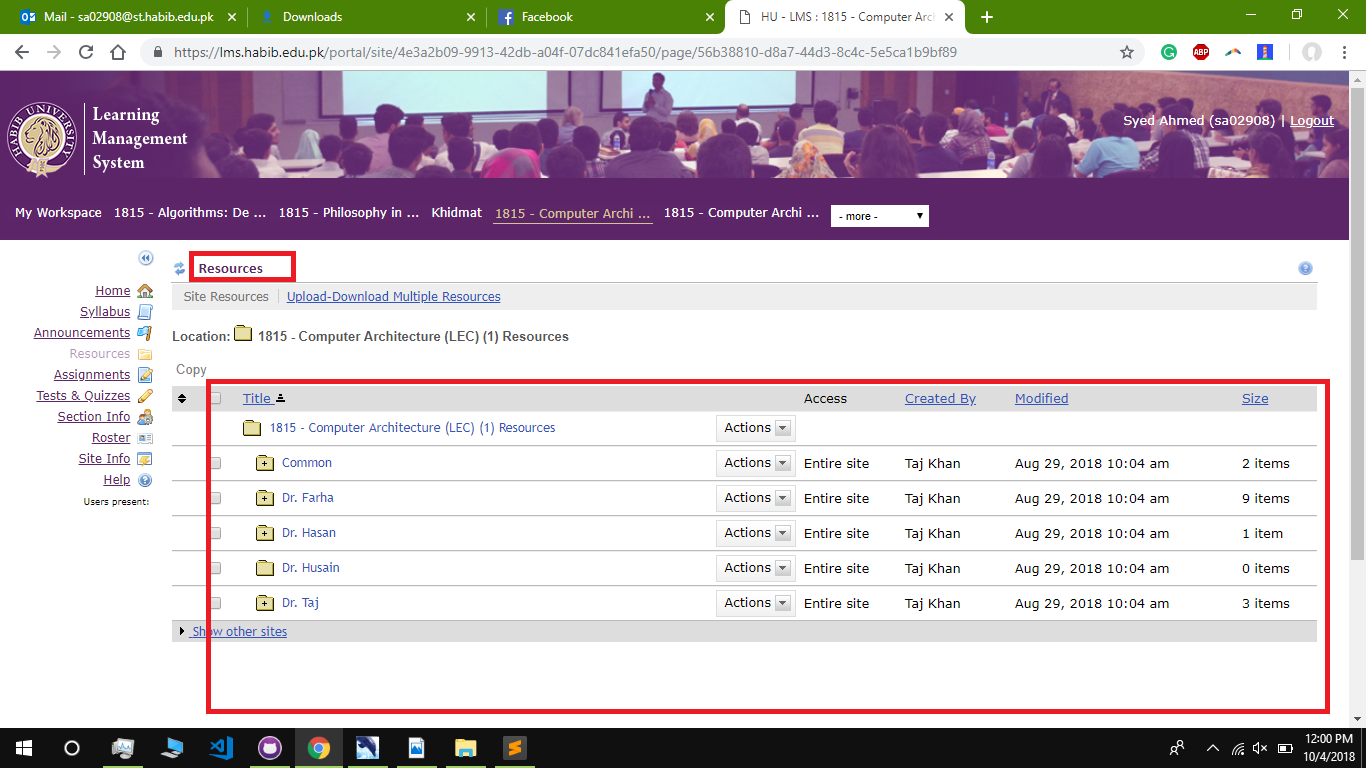 Mail - sa02908@st.habib.edu.pk Downloads Facebook HU - LMS : 1815 - Computer Arc
https://lms.habib.edu.pk/portal/site/4e3a2b09-9913-42db-a04f-07dc841efa50/page/56b38810-d8a7-44d3-8c4c-5e5ca1b9bf89
ABP
HABIB UNIVERSITY
Learning
Management
System
Syed Ahmed (sa02908) | Logout
My Workspace 1815 - Algorithms: De ... 1815 - Philosophy in ... Khidmat 1815 - Computer Archi ... 1815 - Computer Archi ... - more -
Home
Syllabus
Announcements
Resources
Assignments
Tests & Quizzes
Section Info
Roster
Site Info
Help
Users present:
Resources
Site Resources Upload-Download Multiple Resources
Location: 1815 - Computer Architecture (LEC) (1) Resources
Copy
Title Access Created By Modified Size
1815 - Computer Architecture (LEC) (1) Resources Actions
Common Actions Entire site Taj Khan Aug 29, 2018 10:04 am 2 items
Dr. Farha Actions Entire site Taj Khan Aug 29, 2018 10:04 am 9 items
Dr. Hasan Actions Entire site Taj Khan Aug 29, 2018 10:04 am 1 item
Dr. Husain Actions Entire site Taj Khan Aug 29, 2018 10:04 am 0 items
Dr. Taj Actions Entire site Taj Khan Aug 29, 2018 10:04 am 3 items
Show other sites
12:00 PM
10/4/2018